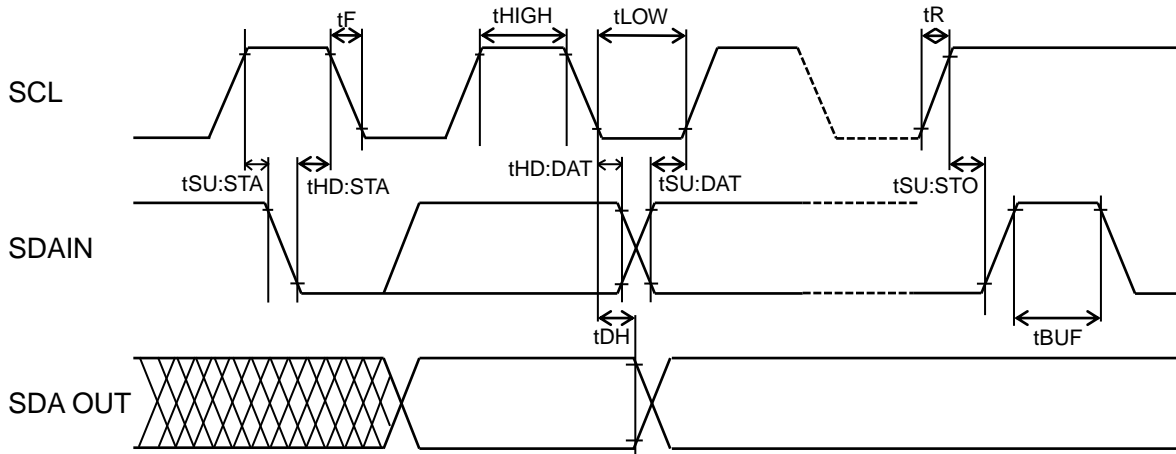 tF
tHIGH
tLOW
tR
SCL
tSU:STA
tHD:STA
tHD:DAT
tSU:DAT
tSU:STO
SDAIN
tDH
tBUF
SDA OUT